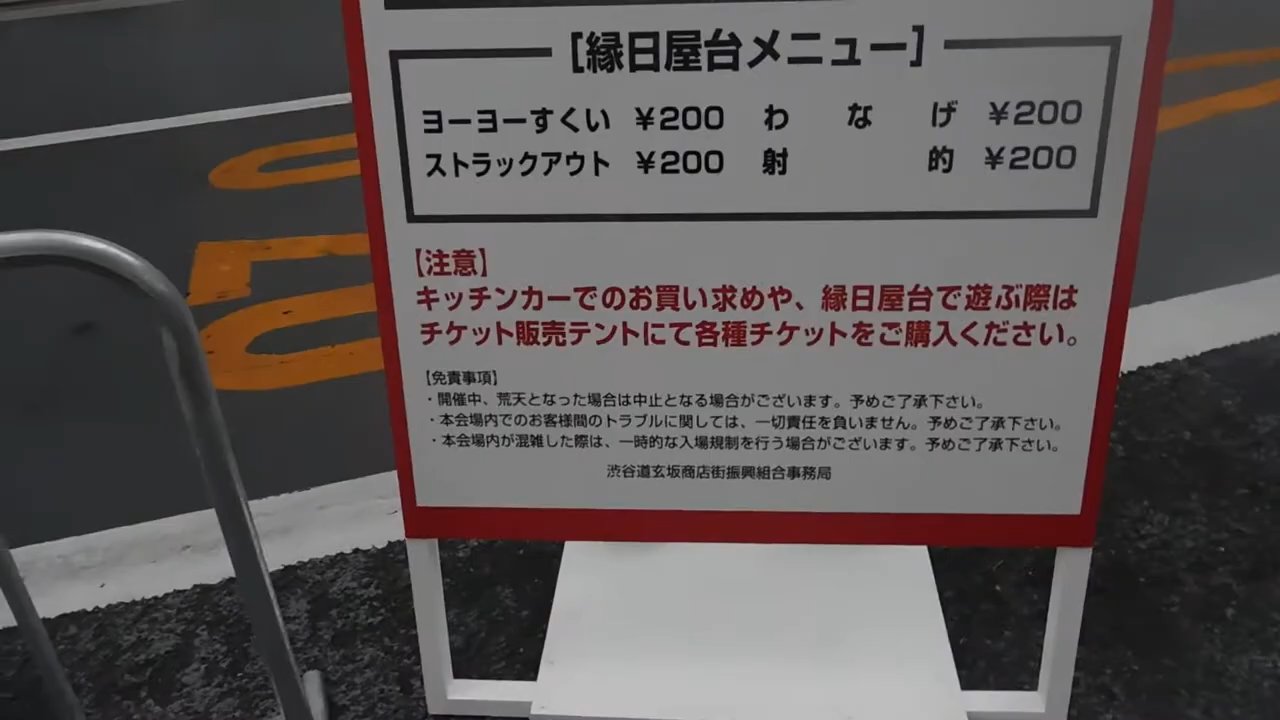 [縁日屋台メニュー]
ヨーヨーすくい ¥200 わなげ ¥200
ストラックアウト ¥200 射的 ¥200
【注意】
キッチンカーでのお買い求めや、縁日屋台で遊ぶ際は
チケット販売テントにて各種チケットをご購入ください。
【免責事項】
・開催中、荒天となった場合は中止となる場合がございます。予めご了承下さい。
・本会場内でのお客様間のトラブルに関しては、一切責任を負いません。予めご了承下さい。
・本会場内が混雑した際は、一時的な入場規制を行う場合がございます。予めご了承下さい。
渋谷道玄坂商店街振興組合事務局